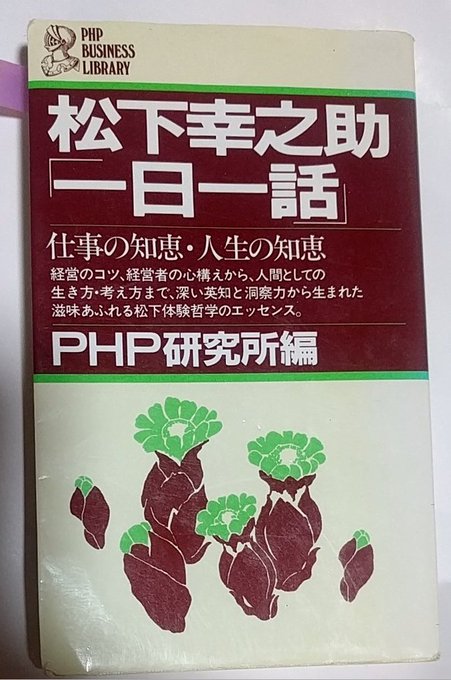 PHP
BUSINESS
LIBRARY
松下幸之助
「一日一話」
仕事の知恵・人生の知恵
経営のコツ、経営者の心構えから、人間としての
生き方・考え方まで、深い英知と洞察力から生まれた
滋味あふれる松下体験哲学のエッセンス。
PHP研究所編